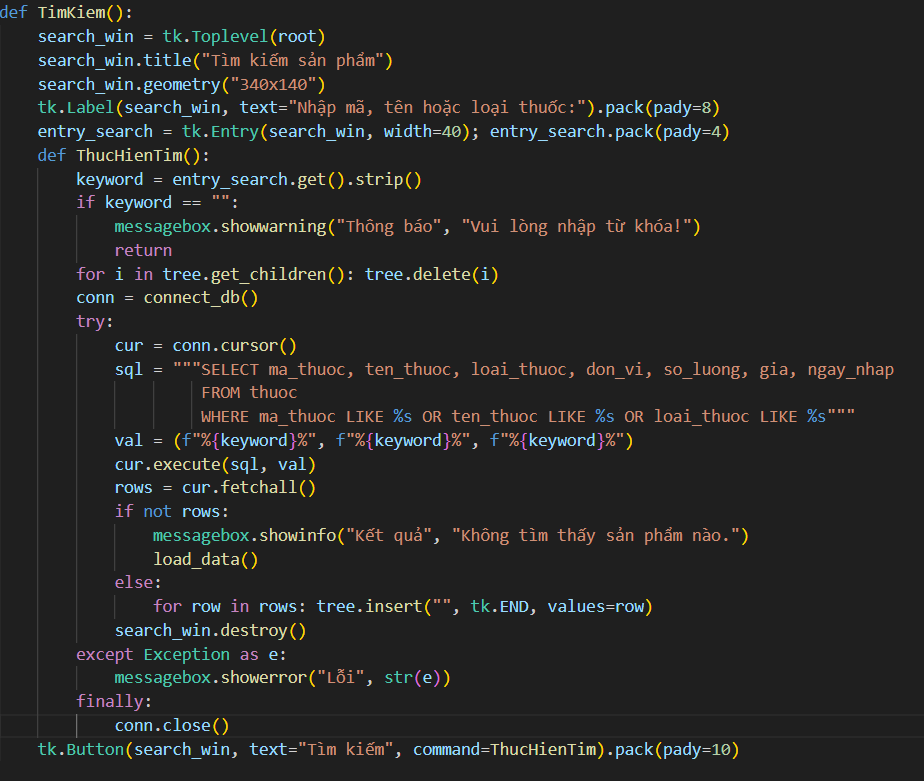 def TimKiem():
    search_win = tk.Toplevel(root)
    search_win.title("Tìm kiếm sản phẩm")
    search_win.geometry("340x140")
    tk.Label(search_win, text="Nhập mã, tên hoặc loại thuốc:").pack(pady=8)
    entry_search = tk.Entry(search_win, width=40); entry_search.pack(pady=4)
    def ThucHienTim():
        keyword = entry_search.get().strip()
        if keyword == "":
            messagebox.showwarning("Thông báo", "Vui lòng nhập từ khóa!")
            return
        for i in tree.get_children(): tree.delete(i)
        conn = connect_db()
        try:
            cur = conn.cursor()
            sql = """SELECT ma_thuoc, ten_thuoc, loai_thuoc, don_vi, so_luong, gia, ngay_nhap
                     FROM thuoc
                     WHERE ma_thuoc LIKE %s OR ten_thuoc LIKE %s OR loai_thuoc LIKE %s"""
            val = (f"%{keyword}%", f"%{keyword}%", f"%{keyword}%")
            cur.execute(sql, val)
            rows = cur.fetchall()
            if not rows:
                messagebox.showinfo("Kết quả", "Không tìm thấy sản phẩm nào.")
                load_data()
            else:
                for row in rows: tree.insert("", tk.END, values=row)
            search_win.destroy()
        except Exception as e:
            messagebox.showerror("Lỗi", str(e))
        finally:
            conn.close()
    tk.Button(search_win, text="Tìm kiếm", command=ThucHienTim).pack(pady=10)